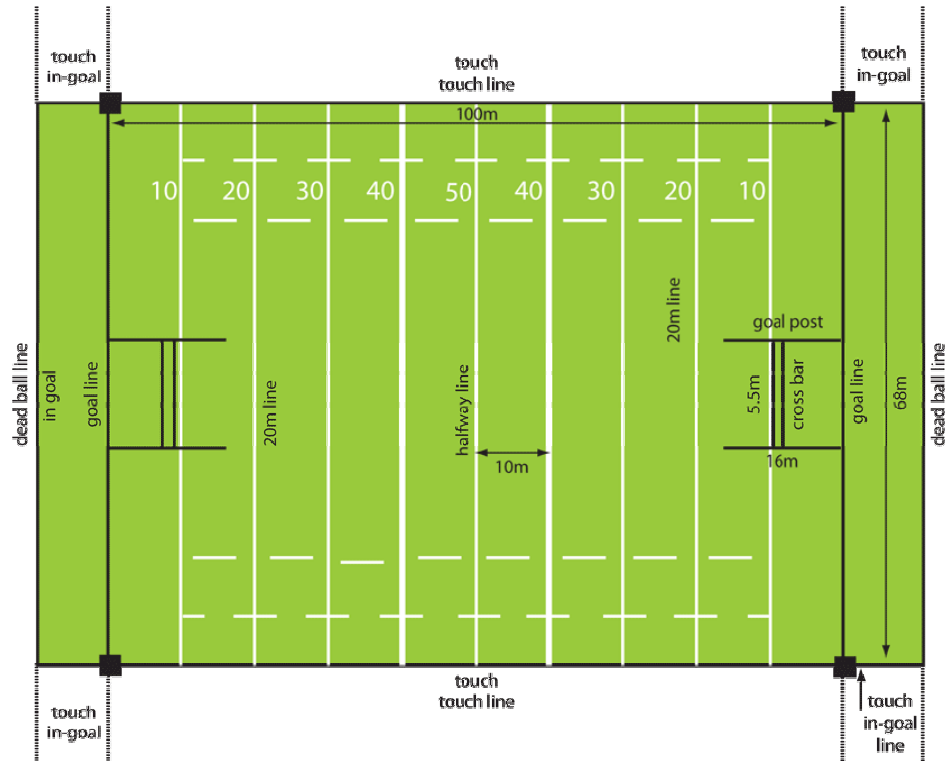 touch
in-goal
touch
touch line
touch
in-goal
100m
10
20
30
40
50
40
30
20
10
20m line
goal post
dead ball line
in goal
goal line
20m line
halfway line
10m
5.5m
cross bar
16m
goal line
68m
dead ball line
touch
in-goal
touch
touch line
touch
in-goal
line